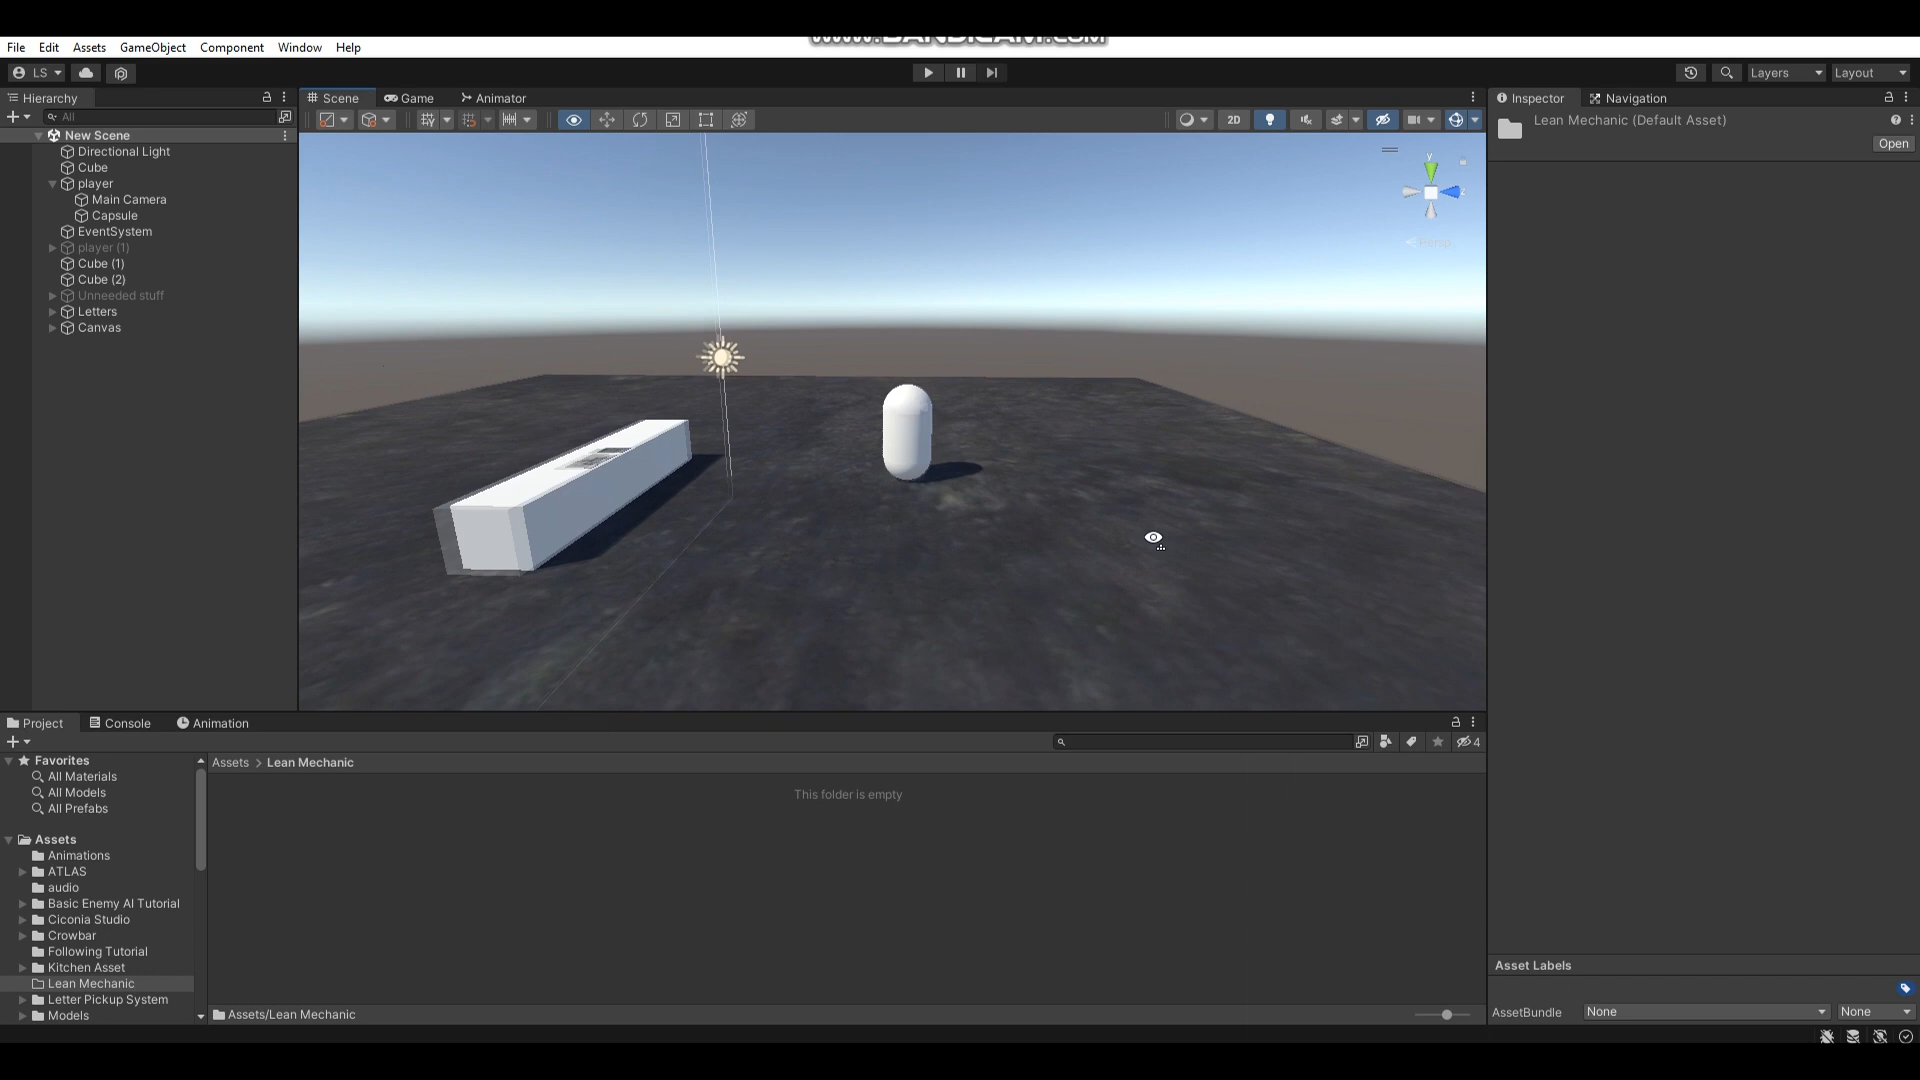 www.BANDICAM.com
File Edit Assets GameObject Component Window Help
LS
Layers
Layout
Hierarchy
All
New Scene
Directional Light
Cube
player
Main Camera
Capsule
EventSystem
player (1)
Cube (1)
Cube (2)
Unneeded stuff
Letters
Canvas
Scene
Game
Animator
2D
y
z
Persp
Inspector
Navigation
Lean Mechanic (Default Asset)
Open
Project
Console
Animation
4
Favorites
All Materials
All Models
All Prefabs
Assets
Animations
ATLAS
audio
Basic Enemy AI Tutorial
Ciconia Studio
Crowbar
Following Tutorial
Kitchen Asset
Lean Mechanic
Letter Pickup System
Models
Assets > Lean Mechanic
This folder is empty
Assets/Lean Mechanic
Asset Labels
AssetBundle
None
None